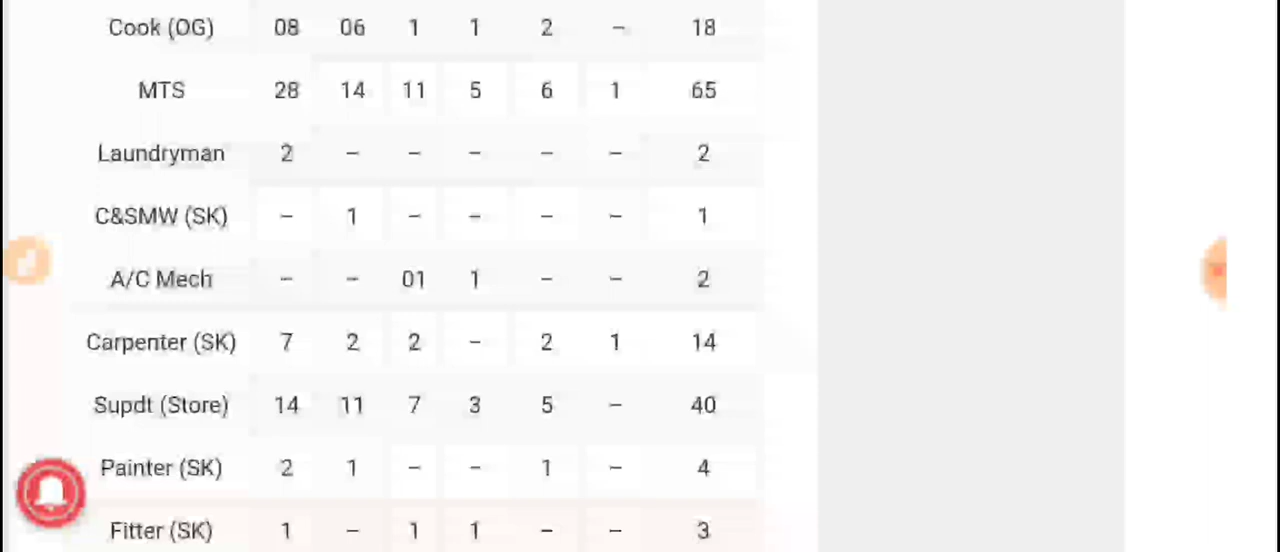 Cook (OG) 08 06 1 1 2 – 18
MTS 28 14 11 5 6 1 65
Laundryman 2 – – – – – 2
C&SMW (SK) – 1 – – – – 1
A/C Mech – – 01 1 – – 2
Carpenter (SK) 7 2 2 – 2 1 14
Supdt (Store) 14 11 7 3 5 – 40
Painter (SK) 2 1 – – 1 – 4
Fitter (SK) 1 – 1 1 – – 3